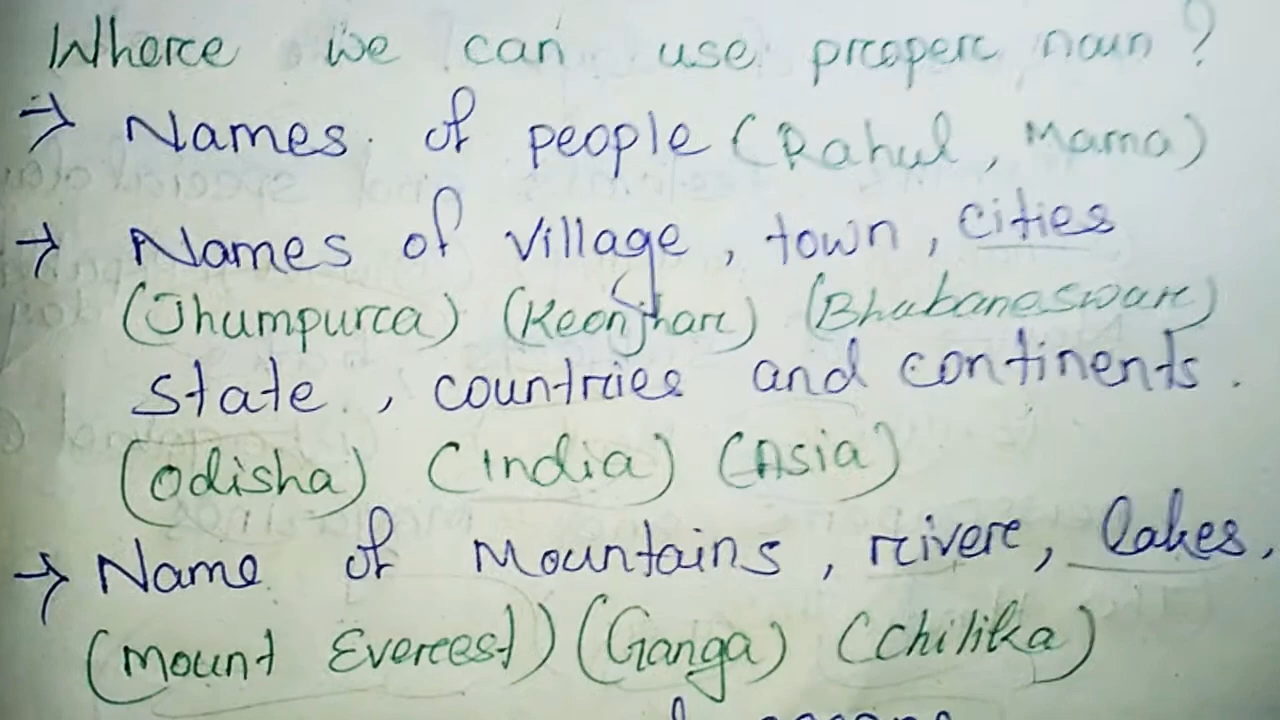 Where we can use proper noun?
→ Names of people (Rahul, Mama)
→ Names of village, town, cities
(Jhumpura) (Keonjhar) (Bhubaneswar)
state, countries and continents.
(Odisha) (India) (Asia)
→ Name of Mountains, river, lakes,
(Mount Everest) (Ganga) (Chilika)